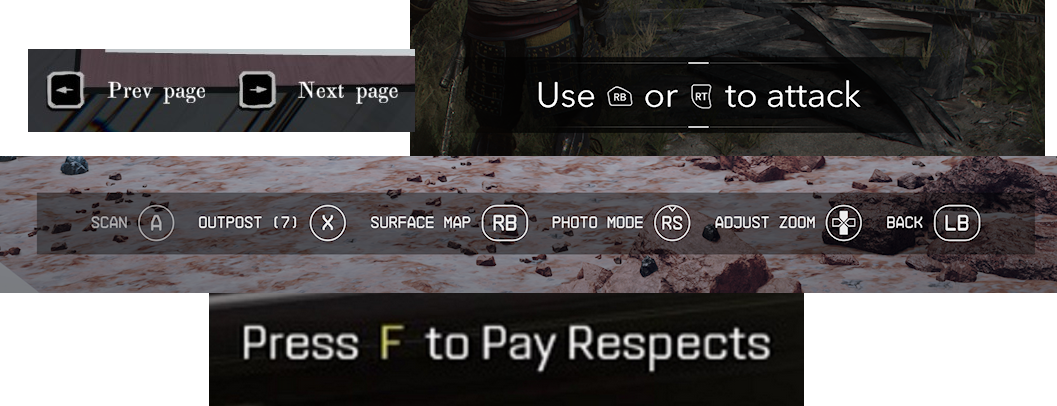 Prev page Next page
Use RB or RT to attack
SCAN A OUTPOST (7) X SURFACE MAP RB PHOTO MODE RS ADJUST ZOOM BACK LB
Press F to Pay Respects